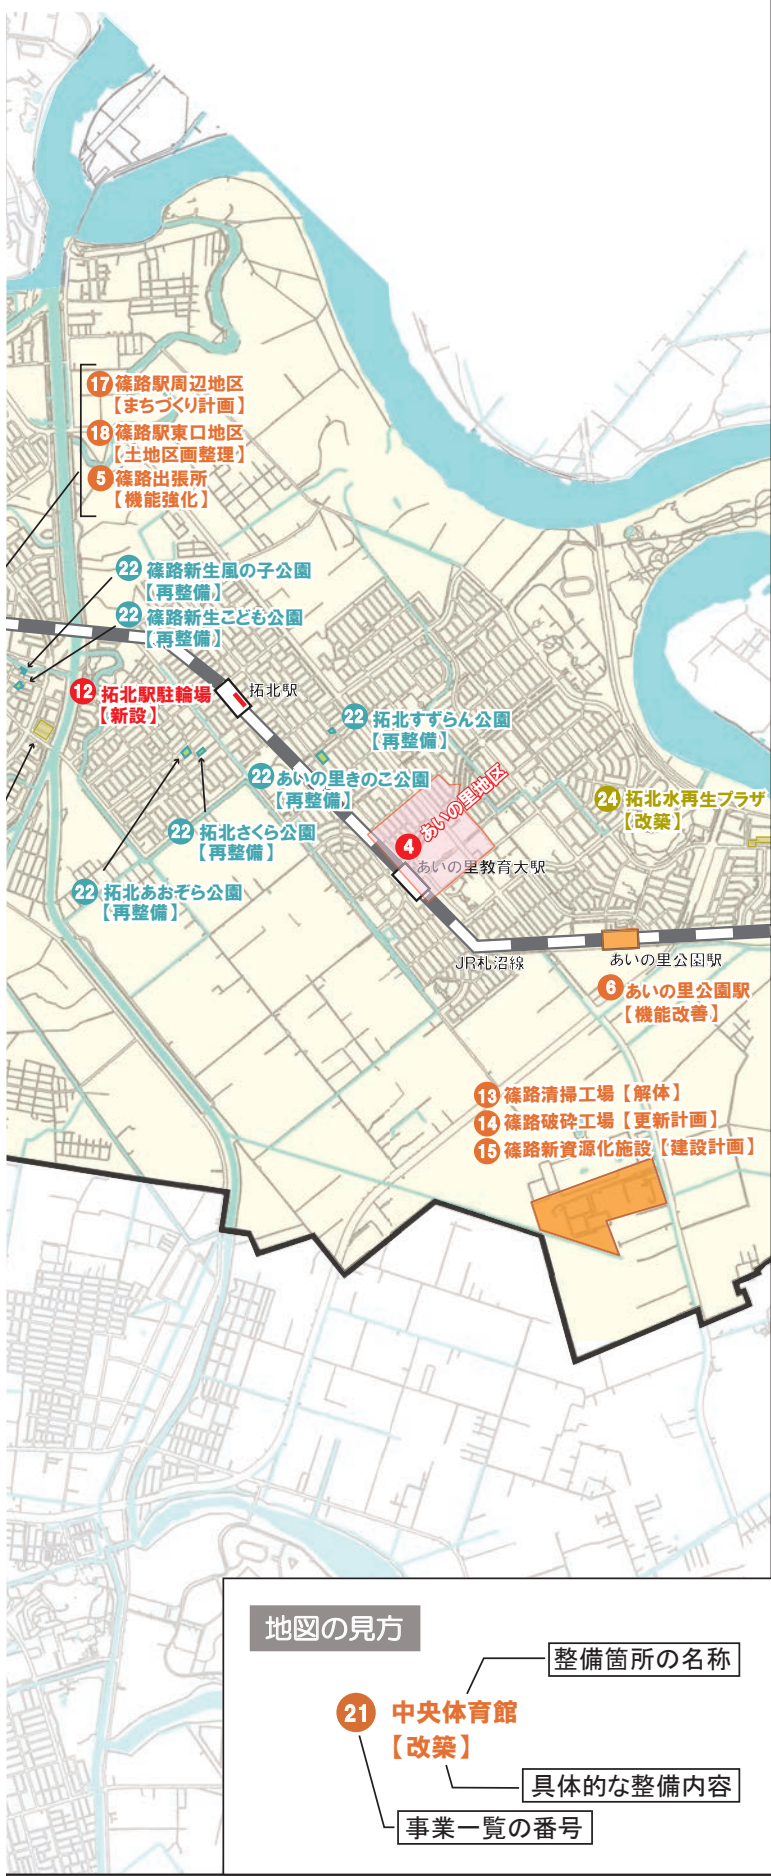 17 篠路駅周辺地区
【まちづくり計画】
18 篠路駅東口地区
【土地区画整理】
5 篠路出張所
【機能強化】
22 篠路新生風の子公園
【再整備】
22 篠路新生こども公園
【再整備】
12 拓北駅駐輪場
【新設】
拓北駅
22 拓北すずらん公園
【再整備】
22 あいの里きのこ公園
【再整備】
あいの里地区
4
24 拓北水再生プラザ
【改築】
22 拓北さくら公園
【再整備】
あいの里教育大駅
22 拓北あおぞら公園
【再整備】
JR札沼線
あいの里公園駅
6 あいの里公園駅
【機能改善】
13 篠路清掃工場【解体】
14 篠路破砕工場【更新計画】
15 篠路新資源化施設【建設計画】
地図の見方
整備箇所の名称
21 中央体育館
【改築】
具体的な整備内容
事業一覧の番号